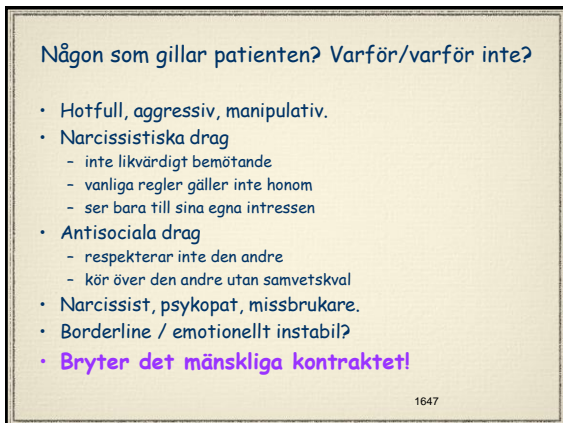 Någon som gillar patienten? Varför/varför inte?
• Hotfull, aggressiv, manipulativ.
• Narcissistiska drag
– inte likvärdigt bemötande
– vanliga regler gäller inte honom
– ser bara till sina egna intressen
• Antisociala drag
– respekterar inte den andre
– kör över den andre utan samvetskval
• Narcissist, psykopat, missbrukare.
• Borderline / emotionellt instabil?
• Bryter det mänskliga kontraktet!
1647